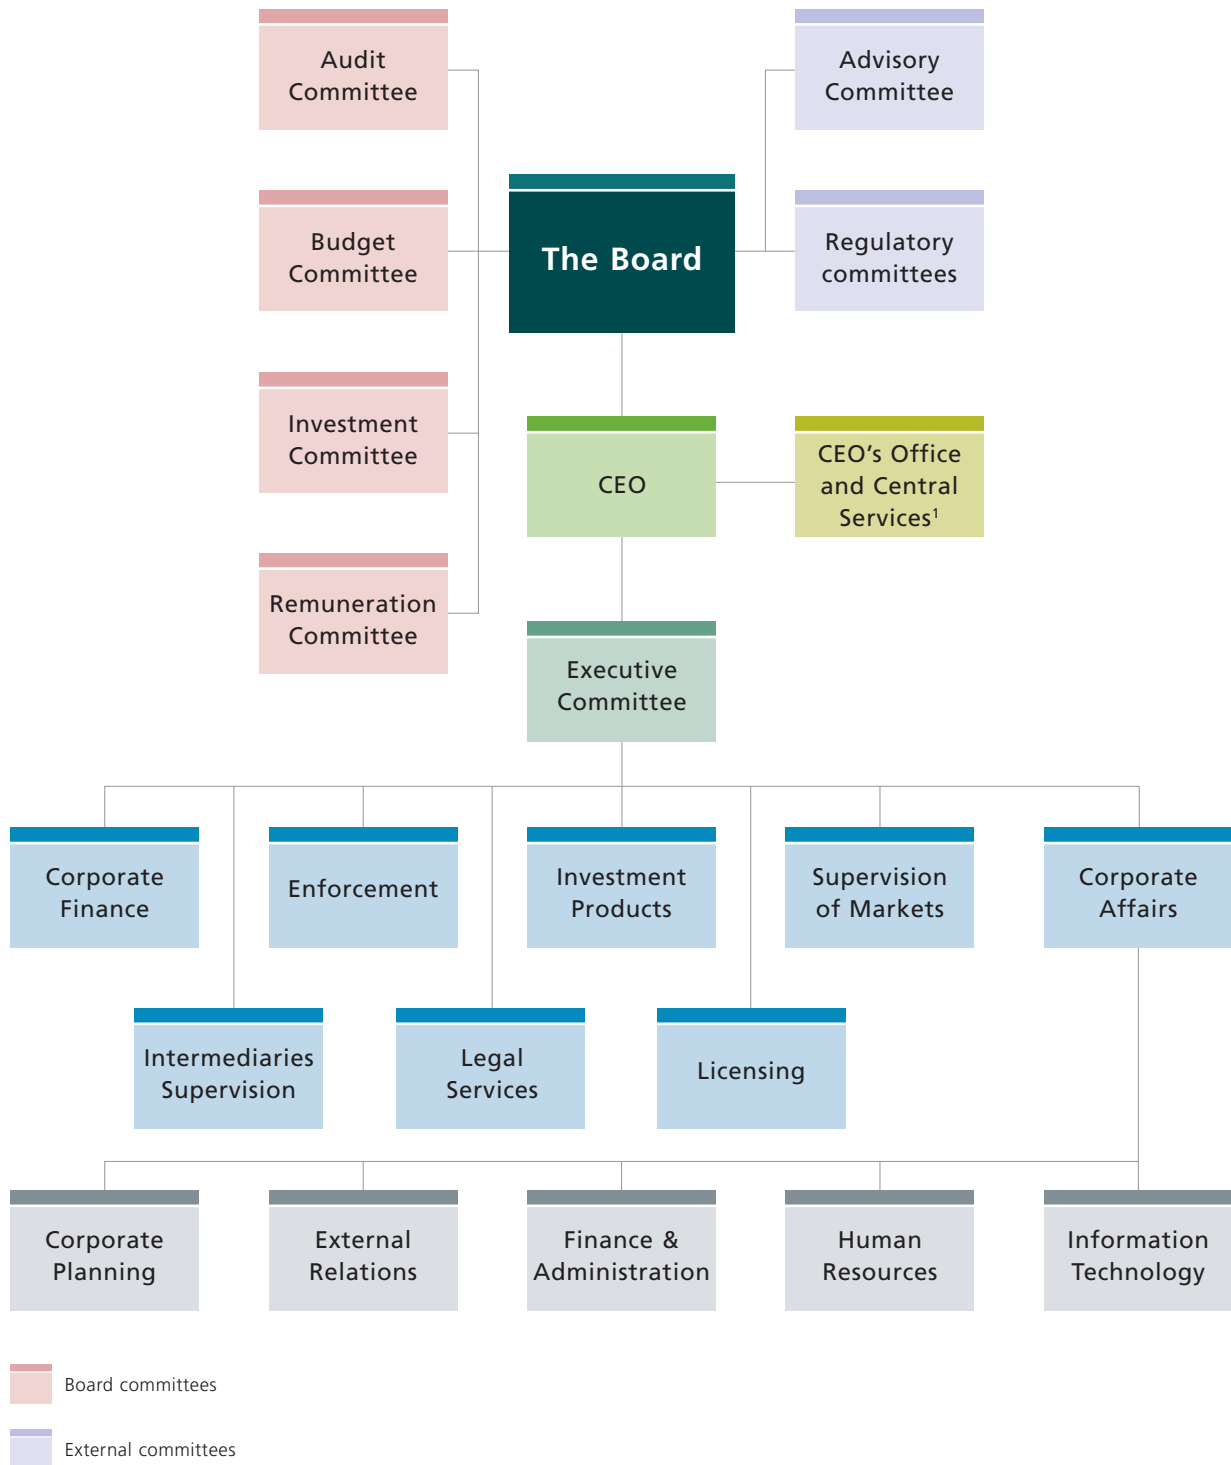 Audit
Committee
Advisory
Committee
Budget
Committee
The Board
Regulatory
committees
Investment
Committee
CEO
CEO’s Office
and Central
Services¹
Remuneration
Committee
Executive
Committee
Corporate
Finance
Enforcement
Investment
Products
Supervision
of Markets
Corporate
Affairs
Intermediaries
Supervision
Legal
Services
Licensing
Corporate
Planning
External
Relations
Finance &
Administration
Human
Resources
Information
Technology
Board committees
External committees